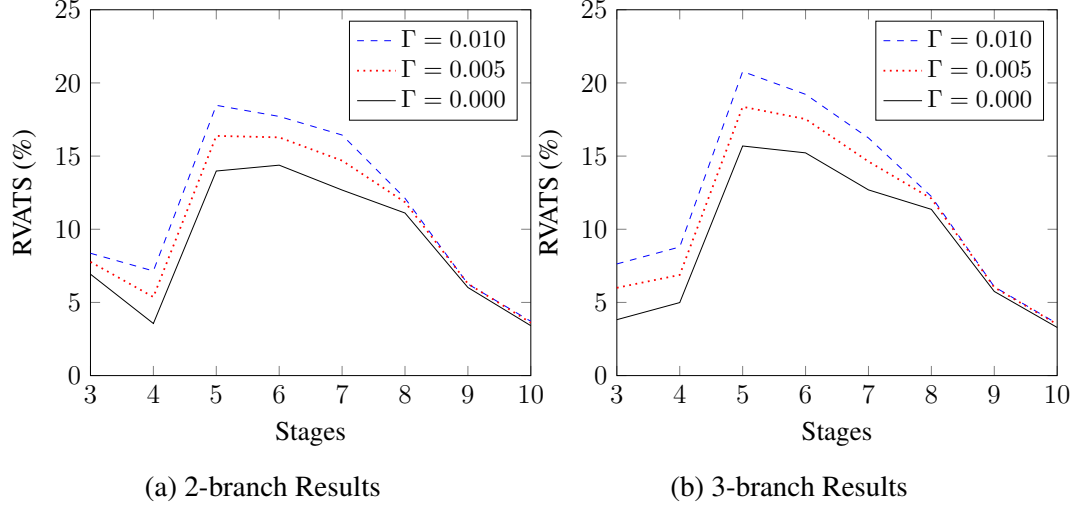 25
20
15
10
5
0
RVATS (%)
Γ = 0.010
Γ = 0.005
Γ = 0.000
3 4 5 6 7 8 9 10
Stages
(a) 2-branch Results
25
20
15
10
5
0
RVATS (%)
Γ = 0.010
Γ = 0.005
Γ = 0.000
3 4 5 6 7 8 9 10
Stages
(b) 3-branch Results